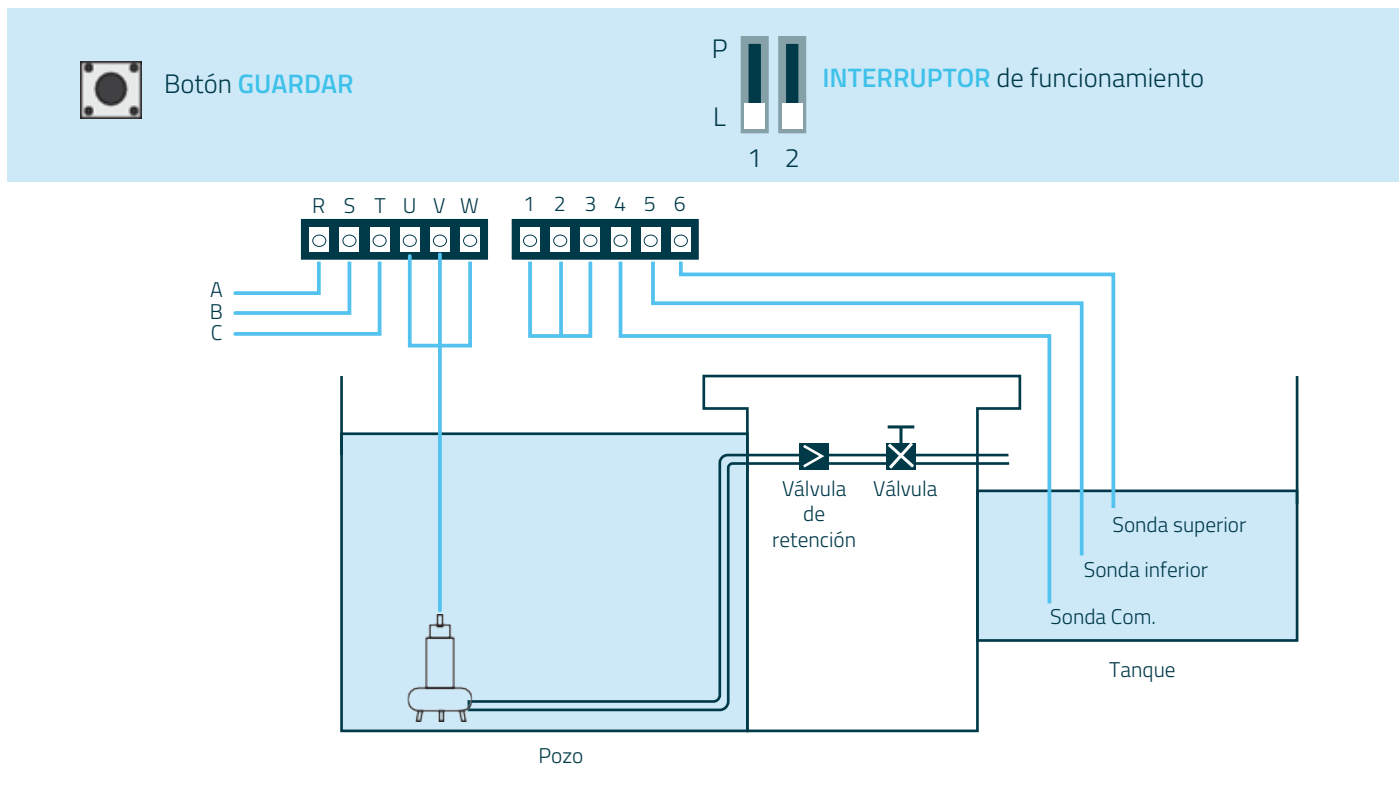 Botón GUARDAR
P
L
1 2
INTERRUPTOR de funcionamiento
R S T U V W
1 2 3 4 5 6
A
B
C
Válvula
de
retención
Válvula
Sonda superior
Sonda inferior
Sonda Com.
Tanque
Pozo